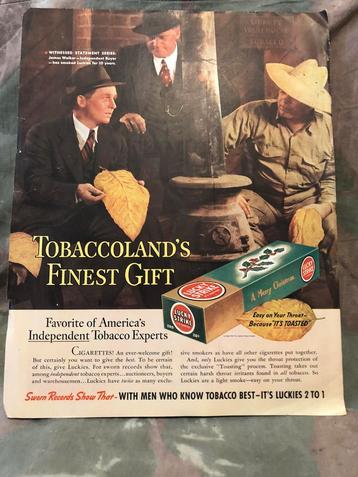 WITNESSED STATEMENT SERIES:
James Walker—Independent Buyer
—has smoked Luckies for 10 years.
TOBACCO
TOBACCOLAND'S
FINEST GIFT
LUCKY
STRIKE
A Merry Christmas
LUCKY
STRIKE
Easy on Your Throat—
Because "IT'S TOASTED"
Favorite of America's
Independent Tobacco Experts
CIGARETTES! An ever-welcome gift!
But certainly you want to give the best. To be certain
of this, give Luckies. For sworn records show that,
among independent tobacco experts...auctioneers, buyers
and warehousemen...Luckies have twice as many exclu-
sive smokers as have all other cigarettes put together.
And, only Luckies give you the throat protection of
the exclusive "Toasting" process. Toasting takes out
certain harsh throat irritants found in all tobacco. So
Luckies are a light smoke—easy on your throat.
Sworn Records Show That—WITH MEN WHO KNOW TOBACCO BEST—IT'S LUCKIES 2 TO 1